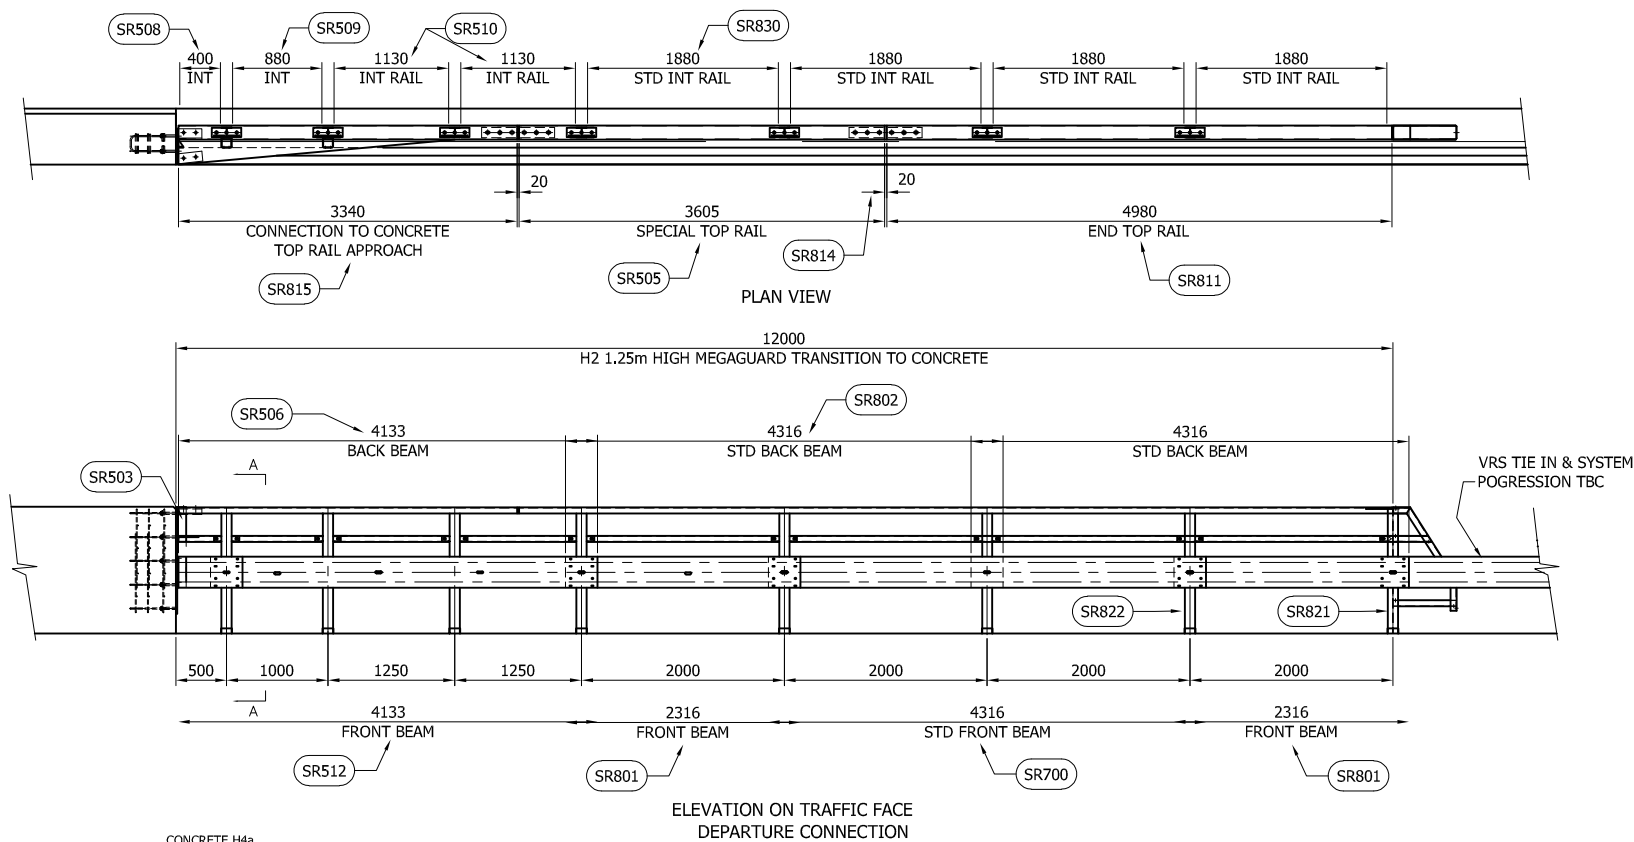 SR508
SR509
SR510
SR830
400
INT
880
INT
1130
INT RAIL
1130
INT RAIL
1880
STD INT RAIL
1880
STD INT RAIL
1880
STD INT RAIL
1880
STD INT RAIL
20
20
3340
CONNECTION TO CONCRETE
TOP RAIL APPROACH
3605
SPECIAL TOP RAIL
4980
END TOP RAIL
SR815
SR505
SR814
SR811
PLAN VIEW
12000
H2 1.25m HIGH MEGAGUARD TRANSITION TO CONCRETE
SR506
SR802
4133
BACK BEAM
4316
STD BACK BEAM
4316
STD BACK BEAM
SR503
A
VRS TIE IN & SYSTEM
POGRESSION TBC
SR822
SR821
500
1000
1250
1250
2000
2000
2000
2000
A
4133
FRONT BEAM
2316
FRONT BEAM
4316
STD FRONT BEAM
2316
FRONT BEAM
SR512
SR801
SR700
SR801
ELEVATION ON TRAFFIC FACE
DEPARTURE CONNECTION
CONCRETE H4a